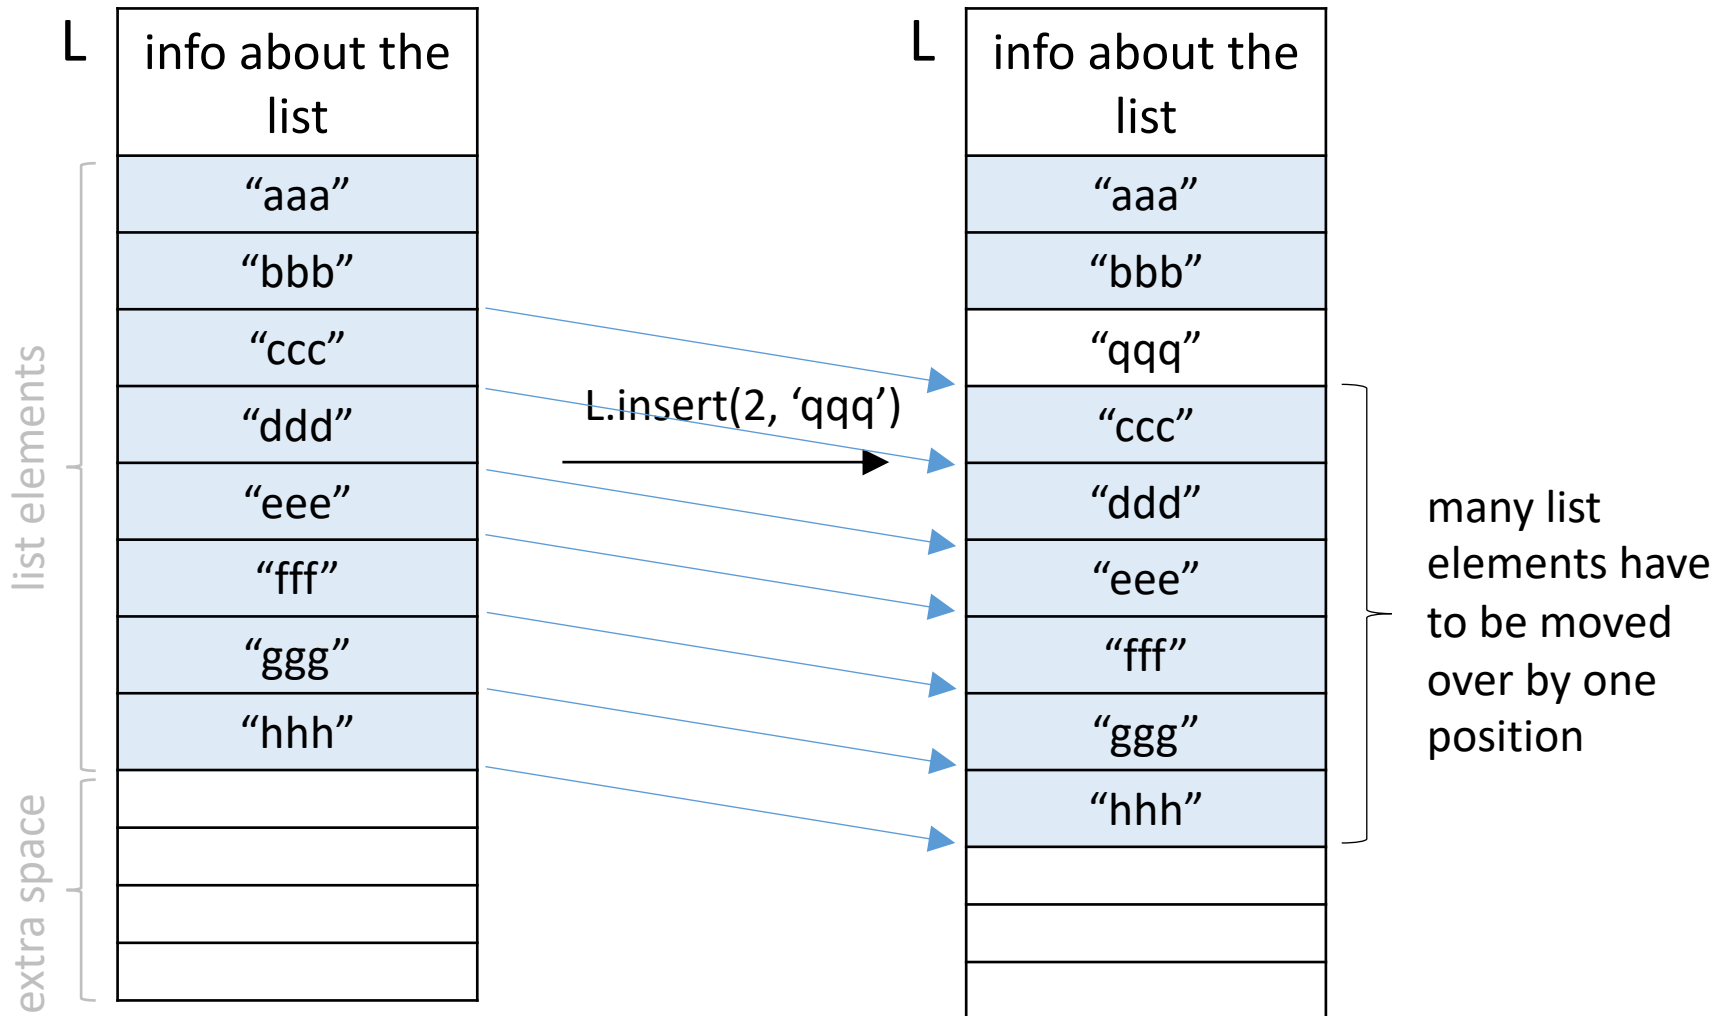 L
info about the
list
list elements
“aaa”
“bbb”
“ccc”
“ddd”
“eee”
“fff”
“ggg”
“hhh”
extra space
L.insert(2, ‘qqq’)
L
info about the
list
“aaa”
“bbb”
“qqq”
“ccc”
“ddd”
“eee”
“fff”
“ggg”
“hhh”
many list
elements have
to be moved
over by one
position